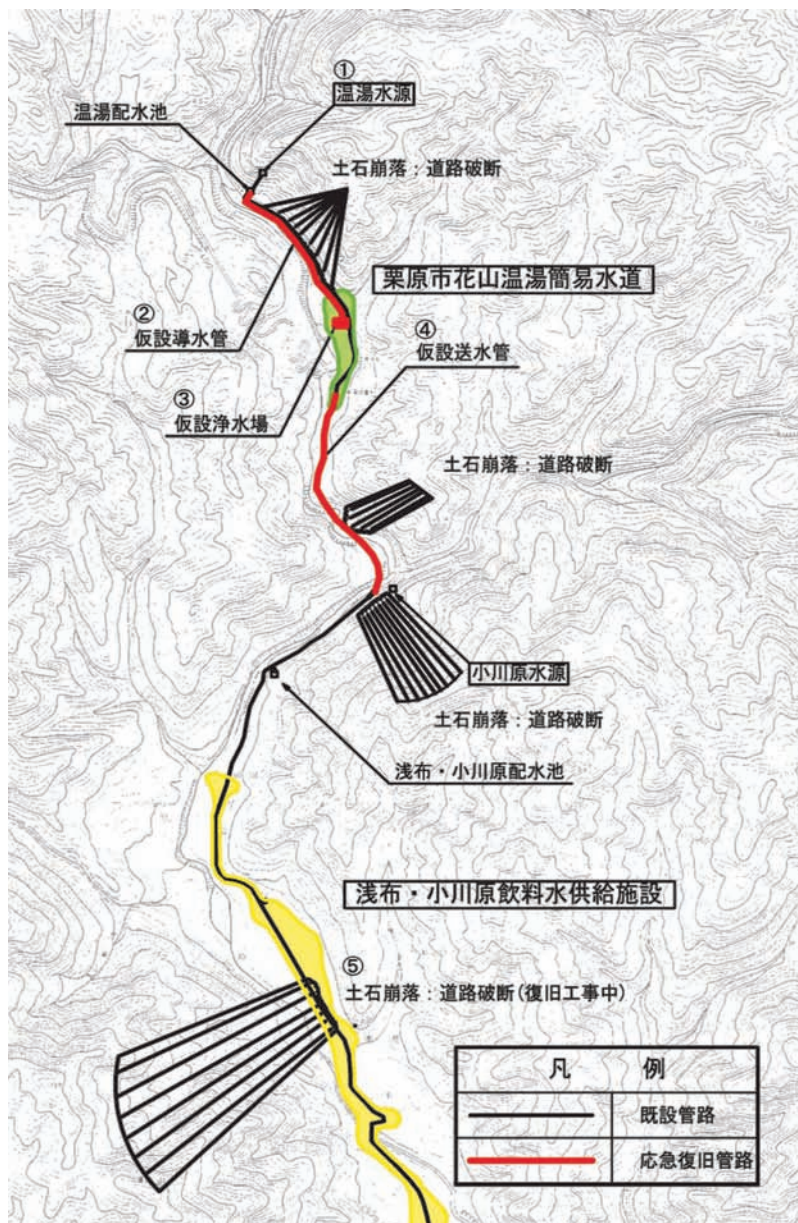 ①
温湯水源
温湯配水池
土石崩落：道路破断
栗原市花山温湯簡易水道
②
仮設導水管
④
仮設送水管
③
仮設浄水場
土石崩落：道路破断
小川原水源
土石崩落：道路破断
浅布・小川原配水池
浅布・小川原飲料水供給施設
⑤
土石崩落：道路破断(復旧工事中)
凡 例
既設管路
応急復旧管路